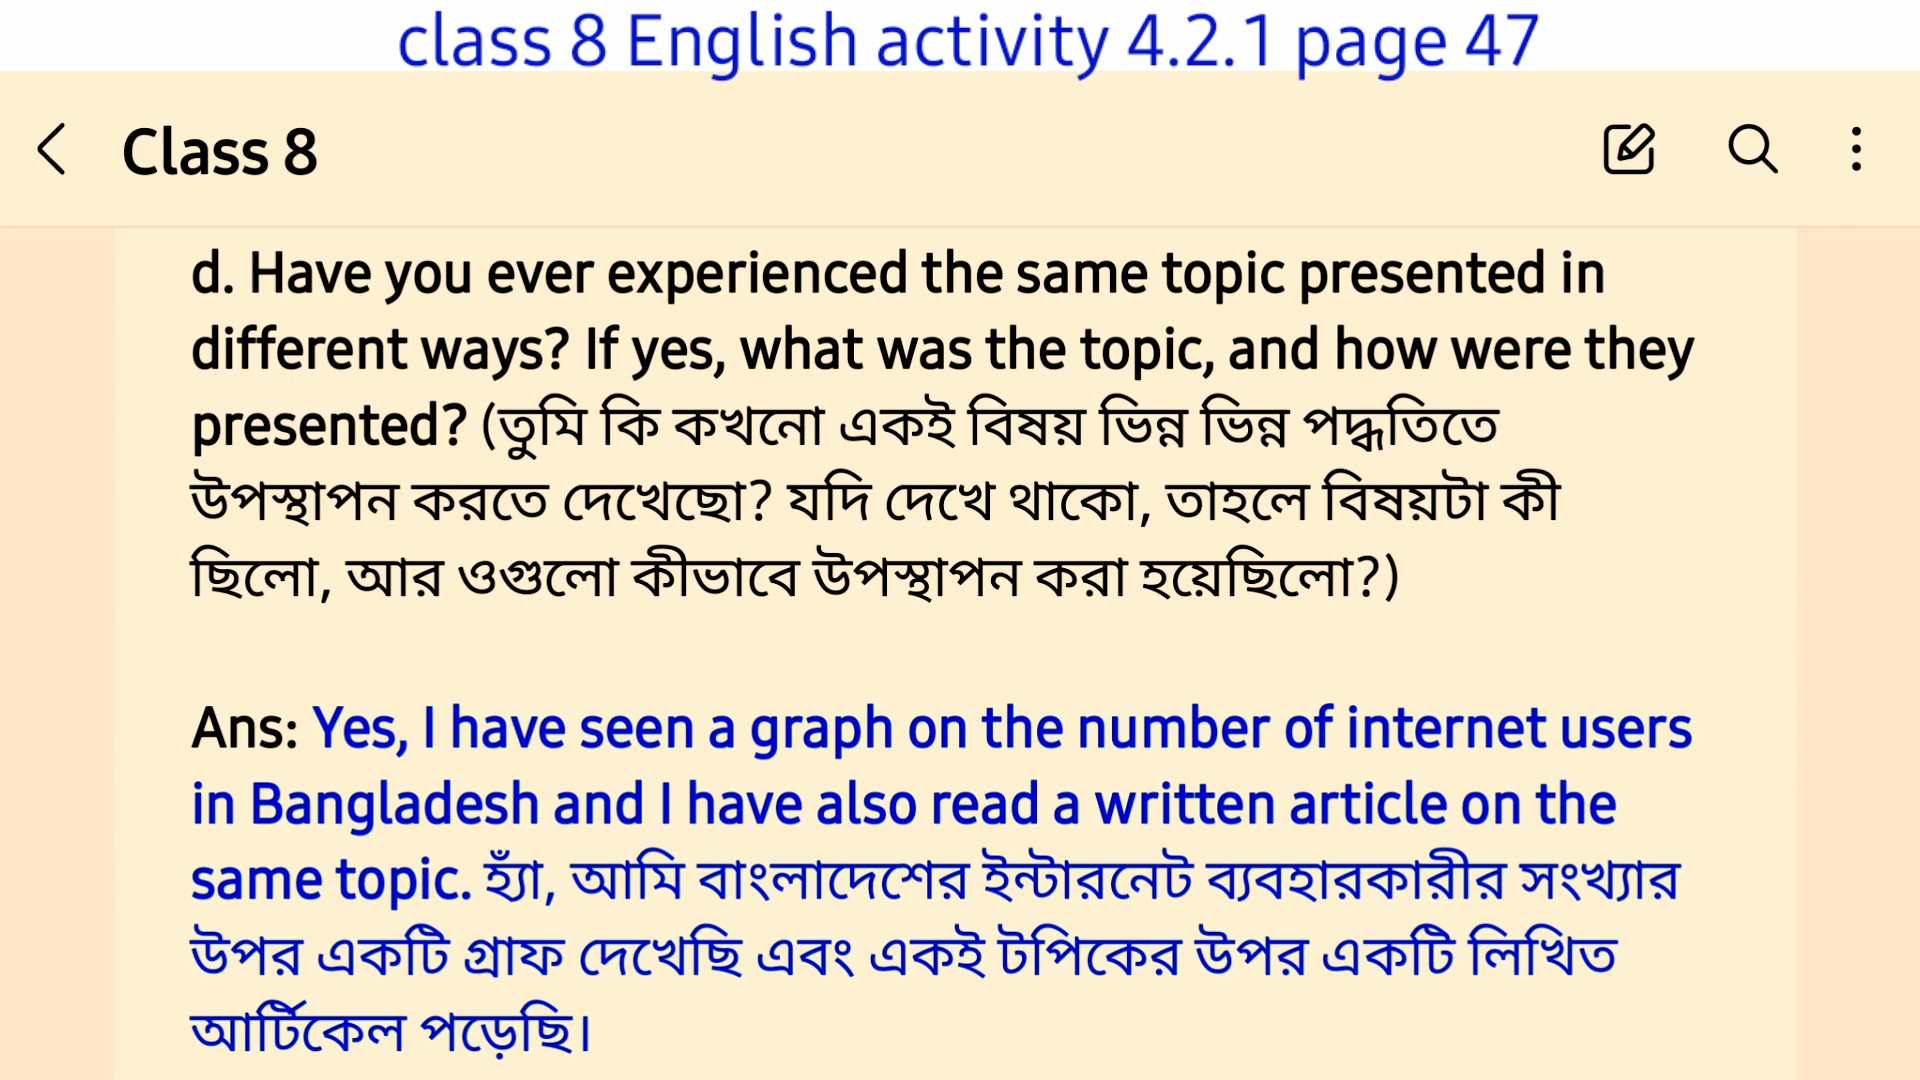 class 8 English activity 4.2.1 page 47
Class 8
d. Have you ever experienced the same topic presented in
different ways? If yes, what was the topic, and how were they
presented? (তুমি কি কখনো একই বিষয় ভিন্ন ভিন্ন পদ্ধতিতে
উপস্থাপন করতে দেখেছো? যদি দেখে থাকো, তাহলে বিষয়টা কী
ছিলো, আর ওগুলো কীভাবে উপস্থাপন করা হয়েছিলো?)
Ans: Yes, I have seen a graph on the number of internet users
in Bangladesh and I have also read a written article on the
same topic. হ্যাঁ, আমি বাংলাদেশের ইন্টারনেট ব্যবহারকারীর সংখ্যার
উপর একটি গ্রাফ দেখেছি এবং একই টপিকের উপর একটি লিখিত
আর্টিকেল পড়েছি।